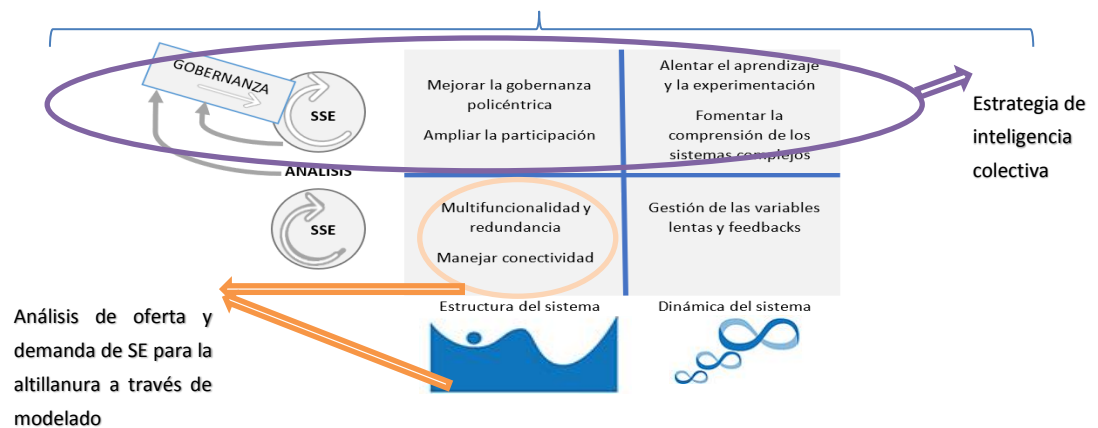 GOBERNANZA
SSE
ANÁLISIS
SSE
Mejorar la gobernanza
policéntrica
Ampliar la participación
Alentar el aprendizaje
y la experimentación
Fomentar la
comprensión de los
sistemas complejos
Estrategia de
inteligencia
colectiva
Multifuncionalidad y
redundancia
Manejar conectividad
Gestión de las variables
lentas y feedbacks
Estructura del sistema
Dinámica del sistema
Análisis de oferta y
demanda de SE para la
altillanura a través de
modelado